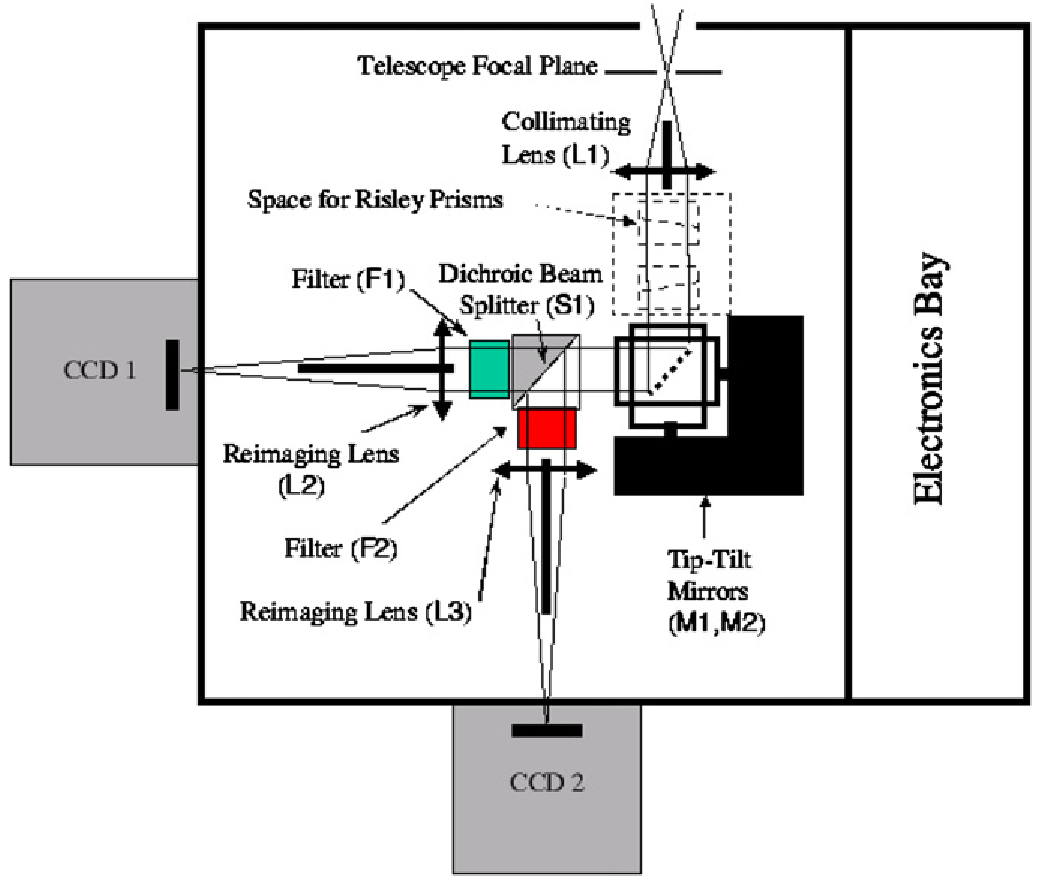 Telescope Focal Plane
Collimating
Lens (L1)
Space for Risley Prisms
Filter (F1)
Dichroic Beam
Splitter (S1)
CCD 1
Electronics Bay
Reimaging Lens
(L2)
Filter (F2)
Reimaging Lens (L3)
Tip-Tilt
Mirrors
(M1,M2)
CCD 2